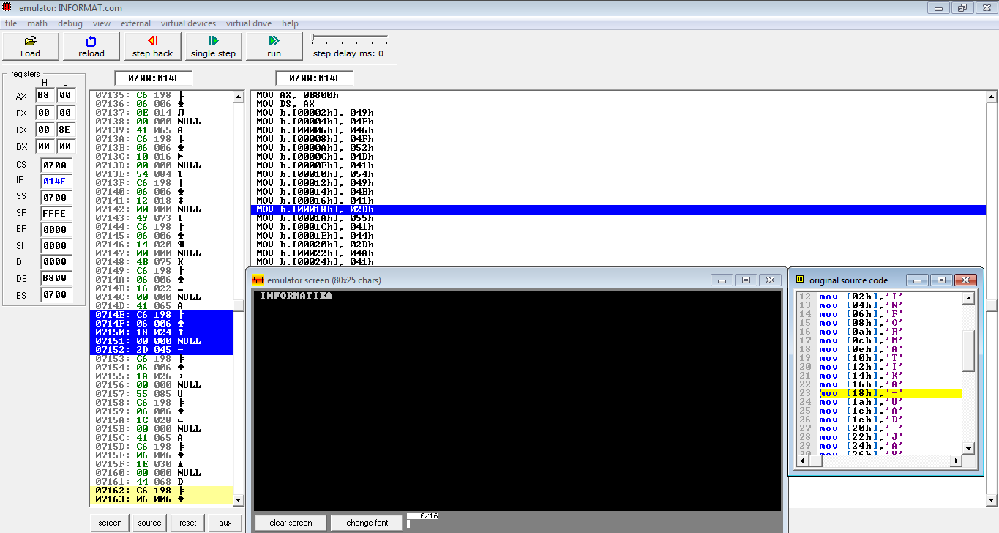 emulator: INFORMAT.com_
file math debug view external virtual devices virtual drive help
Load reload step back single step run step delay ms: 0
registers
H L
AX B8 00
BX 00 00
CX 00 8E
DX 00 00
CS 0700
IP 014E
SS 0700
SP FFFE
BP 0000
SI 0000
DI 0000
DS B800
ES 0700
0700:014E
07135: C6 198 ╞
07136: 06 006 ♠
07137: 0E 014 ♫
07138: 00 000 NULL
07139: 41 065 A
0713A: C6 198 ╞
0713B: 06 006 ♠
0713C: 10 016 ►
0713D: 00 000 NULL
0713E: 54 084 T
0713F: C6 198 ╞
07140: 06 006 ♠
07141: 12 018 ↕
07142: 00 000 NULL
07143: 49 073 I
07144: C6 198 ╞
07145: 06 006 ♠
07146: 14 020 ¶
07147: 00 000 NULL
07148: 4B 075 K
07149: C6 198 ╞
0714A: 06 006 ♠
0714B: 16 022 ▬
0714C: 00 000 NULL
0714D: 41 065 A
0714E: C6 198 ╞
0714F: 06 006 ♠
07150: 18 024 ↑
07151: 00 000 NULL
07152: 2D 045 -
07153: C6 198 ╞
07154: 06 006 ♠
07155: 1A 026 →
07156: 00 000 NULL
07157: 55 085 U
07158: C6 198 ╞
07159: 06 006 ♠
0715A: 1C 028 ∟
0715B: 00 000 NULL
0715C: 41 065 A
0715D: C6 198 ╞
0715E: 06 006 ♠
0715F: 1E 030 ▲
07160: 00 000 NULL
07161: 44 068 D
07162: C6 198 ╞
07163: 06 006 ♠
0700:014E
MOV AX, 0B800h
MOV DS, AX
MOV b.[00002h], 049h
MOV b.[00004h], 04Eh
MOV b.[00006h], 046h
MOV b.[00008h], 04Fh
MOV b.[0000Ah], 052h
MOV b.[0000Ch], 04Dh
MOV b.[0000Eh], 041h
MOV b.[00010h], 054h
MOV b.[00012h], 049h
MOV b.[00014h], 04Bh
MOV b.[00016h], 041h
MOV b.[00018h], 02Dh
MOV b.[0001Ah], 055h
MOV b.[0001Ch], 041h
MOV b.[0001Eh], 044h
MOV b.[00020h], 02Dh
MOV b.[00022h], 04Ah
MOV b.[00024h], 041h
screen source reset aux
SCR emulator screen (80x25 chars)
INFORMATIKA
clear screen change font 0/16
original source code
12 mov [02h],'I'
13 mov [04h],'N'
14 mov [06h],'F'
15 mov [08h],'O'
16 mov [0ah],'R'
17 mov [0ch],'M'
18 mov [0eh],'A'
19 mov [10h],'T'
20 mov [12h],'I'
21 mov [14h],'K'
22 mov [16h],'A'
23 mov [18h],'-'
24 mov [1ah],'U'
25 mov [1ch],'A'
26 mov [1eh],'D'
27 mov [20h],'-'
28 mov [22h],'J'
29 mov [24h],'A'